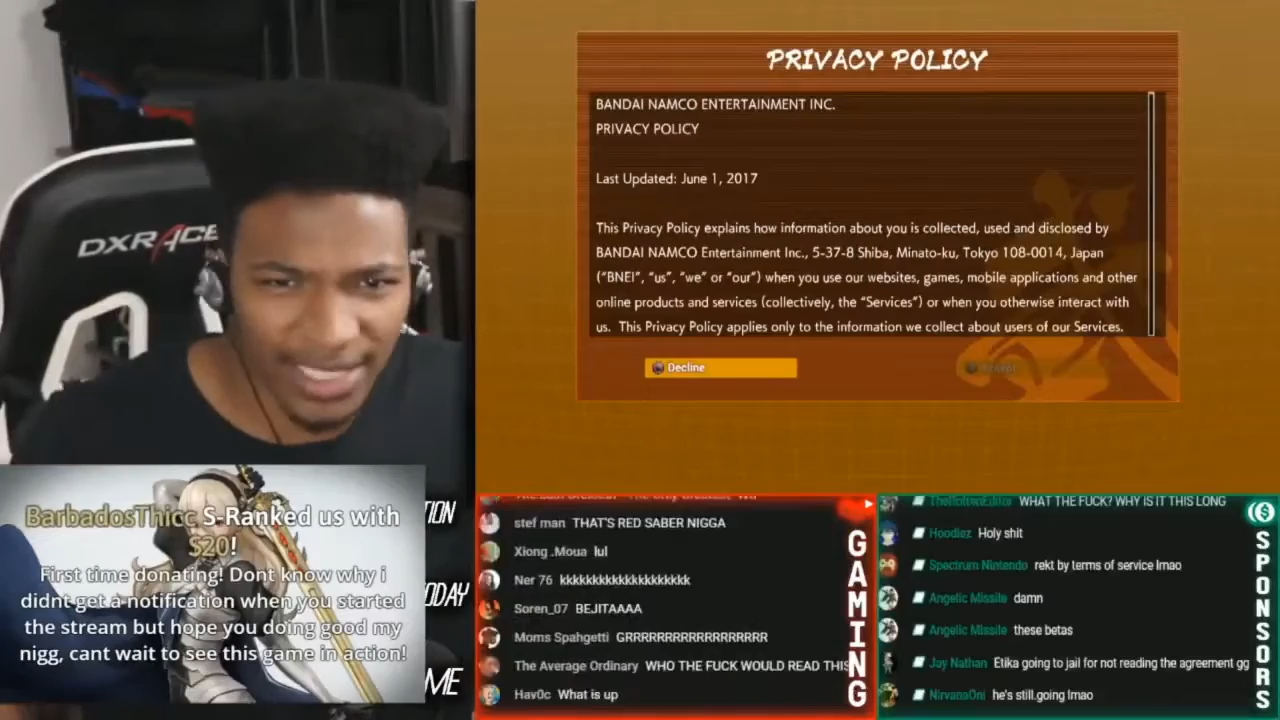 DXRACE
PRIVACY POLICY
BANDAI NAMCO ENTERTAINMENT INC.
PRIVACY POLICY
Last Updated: June 1, 2017
This Privacy Policy explains how information about you is collected, used and disclosed by
BANDAI NAMCO Entertainment Inc., 5-37-8 Shiba, Minato-ku, Tokyo 108-0014, Japan
("BNEI", "us", "we" or "our") when you use our websites, games, mobile applications and other
online products and services (collectively, the "Services") or when you otherwise interact with
us. This Privacy Policy applies only to the information we collect about users of our Services.
Decline
Accept
BarbadosThicc S-Ranked us with
$20!
First time donating! Dont know why i
didnt get a notification when you started
the stream but hope you doing good my
nigg, cant wait to see this game in action!
TION
ODAY
ME
stef man THAT'S RED SABER NIGGA
Xiong .Moua lul
Ner 76 kkkkkkkkkkkkkkkkkkkk
Soren_07 BEJITAAAA
Moms Spahgetti GRRRRRRRRRRRRRRRRRRR
The Average Ordinary WHO THE FUCK WOULD READ THIS
Hav0c What is up
GAMING
WHAT THE FUCK? WHY IS IT THIS LONG
Hoodiez Holy shit
Spectrum Nintendo rekt by terms of service lmao
Angelic Missile damn
Angelic Missile these betas
Jay Nathan Etika going to jail for not reading the agreement gg
NirvanaOni he's still going lmao
SPONSORS